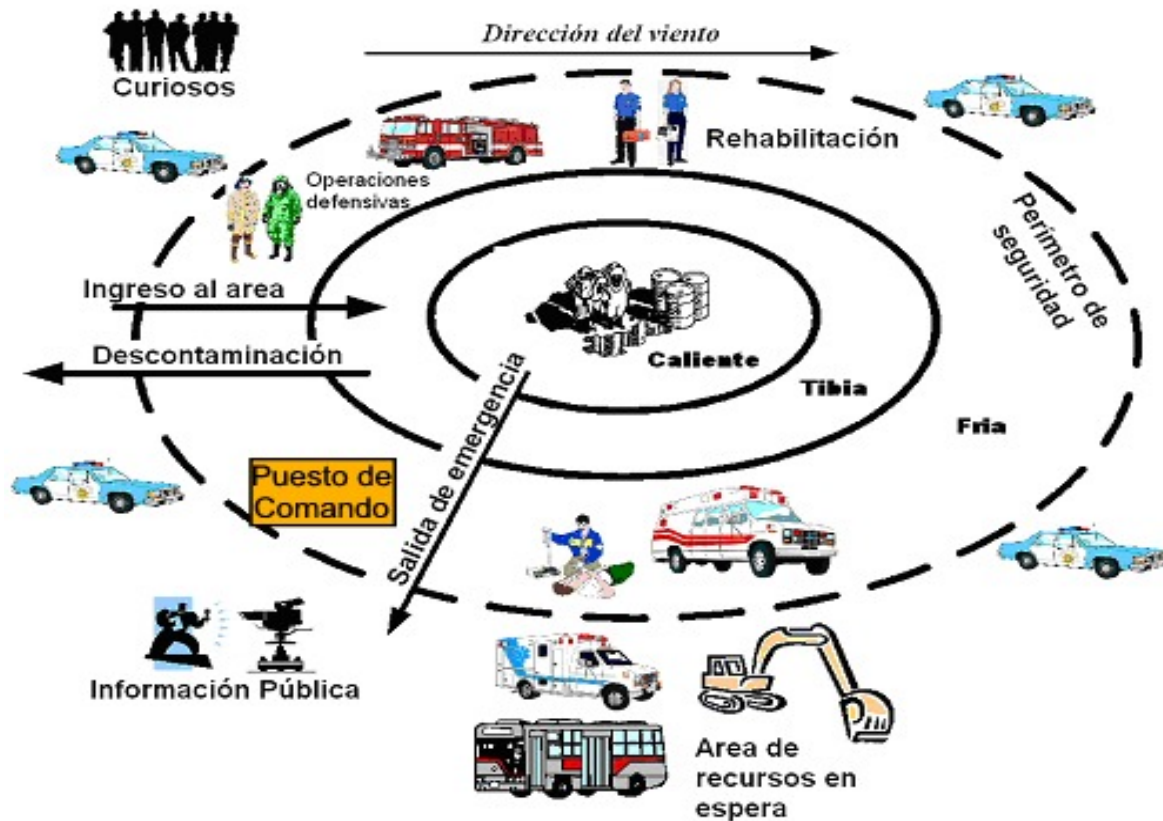 Dirección del viento
Curiosos
Rehabilitación
Operaciones
defensivas
Perímetro de
seguridad
Ingreso al area
Descontaminación
Caliente
Tibia
Fria
Salida de emergencia
Puesto de
Comando
Información Pública
Area de
recursos en
espera